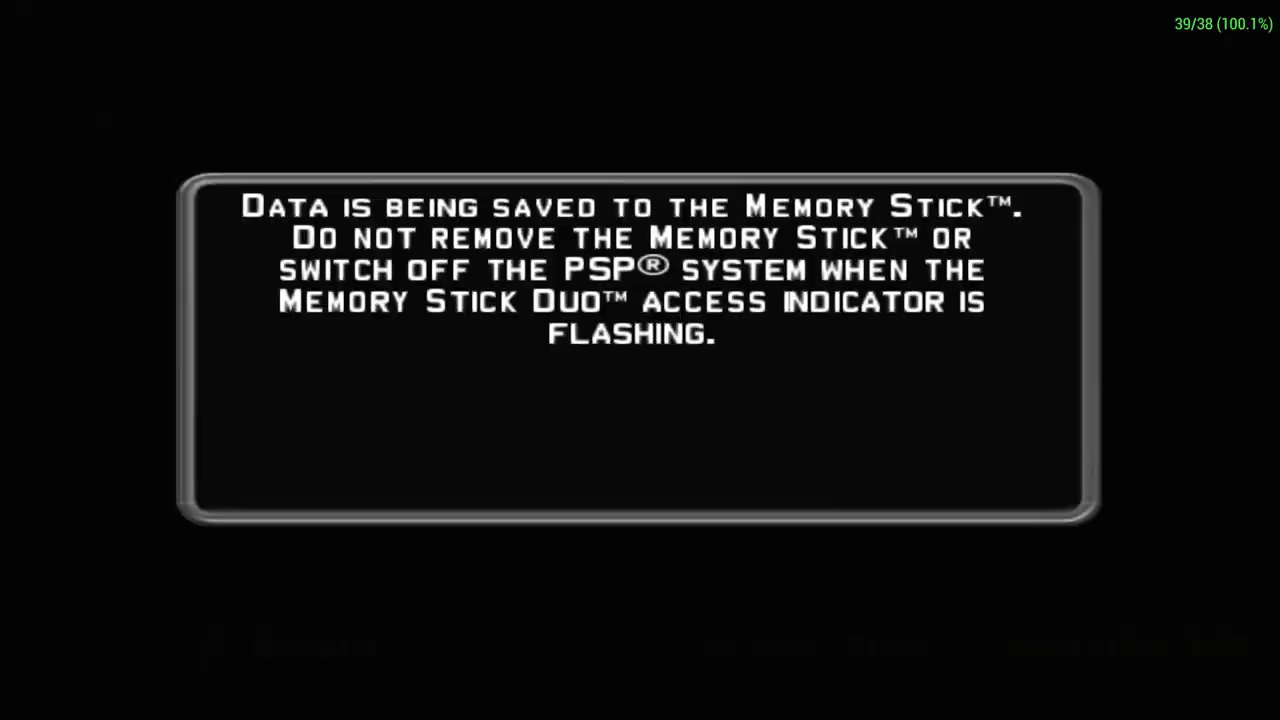 39/38 (100.1%)
Data is being saved to the Memory Stick™.
Do not remove the Memory Stick™ or
switch off the PSP® system when the
Memory Stick Duo™ access indicator is
flashing.